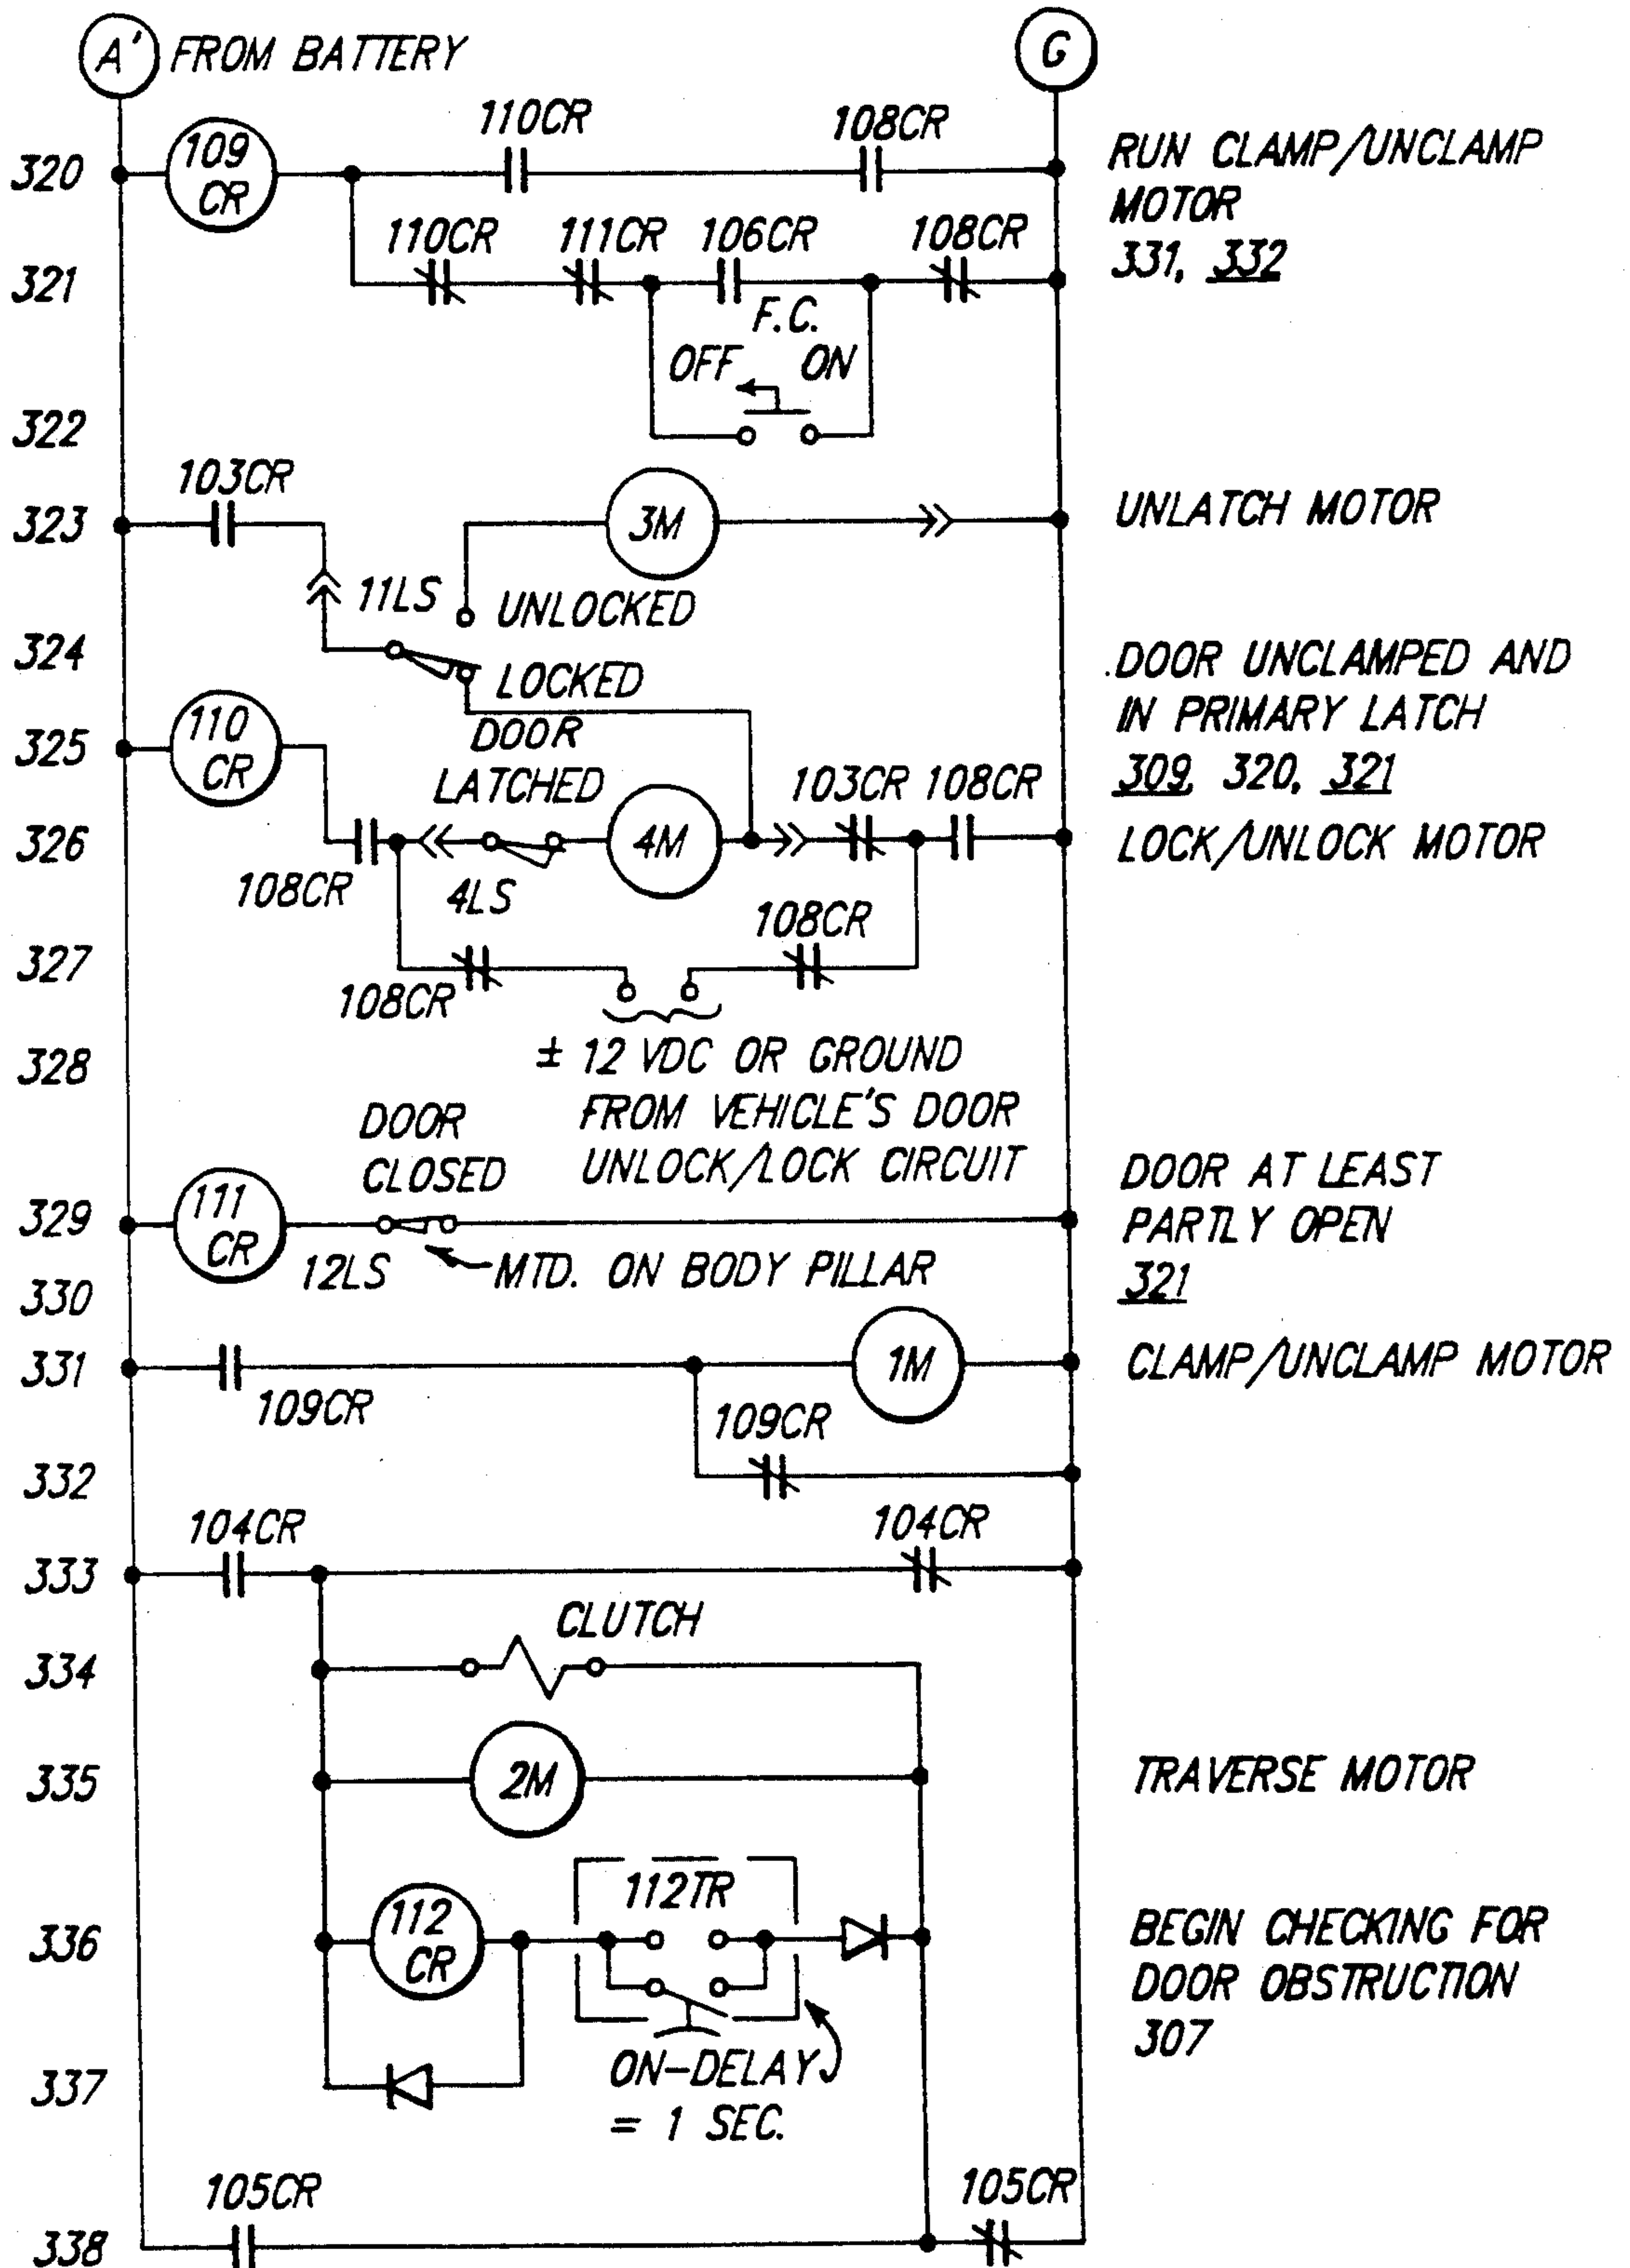 A' FROM BATTERY
G
110CR 108CR
320 109 CR
RUN CLAMP/UNCLAMP
MOTOR
331, 332
110CR 111CR 106CR 108CR
321
F.C.
OFF ON
322
103CR
323 3M UNLATCH MOTOR
11LS UNLOCKED
324
LOCKED
DOOR UNCLAMPED AND
IN PRIMARY LATCH
309, 320, 321
325 110 CR
DOOR
LATCHED
103CR 108CR
326 4M LOCK/UNLOCK MOTOR
108CR 4LS 108CR
327
108CR
328
± 12 VDC OR GROUND
FROM VEHICLE'S DOOR
UNLOCK/LOCK CIRCUIT
DOOR
CLOSED
DOOR AT LEAST
PARTLY OPEN
321
329 111 CR
12LS MTD. ON BODY PILLAR
330
331 1M CLAMP/UNCLAMP MOTOR
109CR
109CR
332
104CR 104CR
333
CLUTCH
334
335 2M TRAVERSE MOTOR
112TR
336 112 CR
BEGIN CHECKING FOR
DOOR OBSTRUCTION
307
337
ON-DELAY
= 1 SEC.
105CR 105CR
338